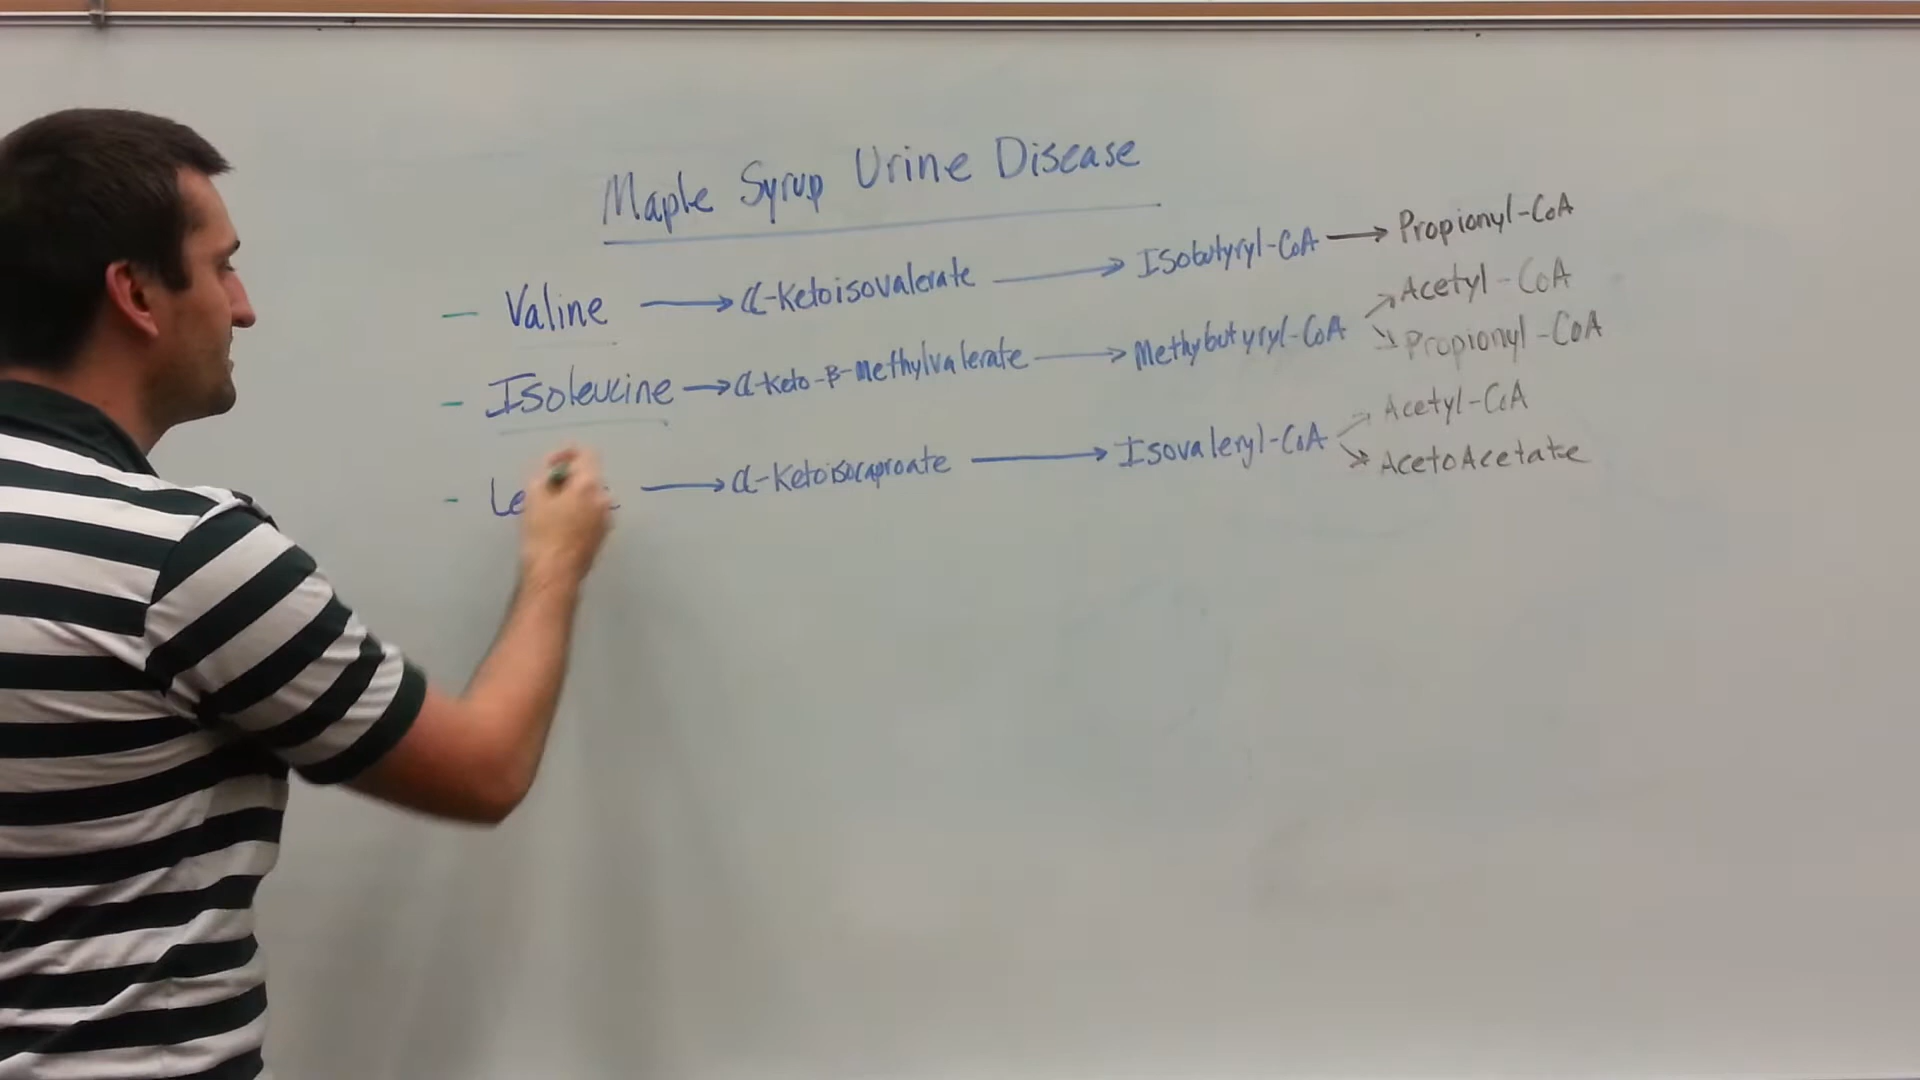 Maple Syrup Urine Disease
- Valine → α-Ketoisovalerate → Isobutyryl-CoA → Propionyl-CoA
- Isoleucine → α-Keto-β-methylvalerate → Methybutyryl-CoA
Acetyl-CoA
Propionyl-CoA
- → α-Ketoisocaproate → Isovaleryl-CoA
Acetyl-CoA
AcetoAcetate